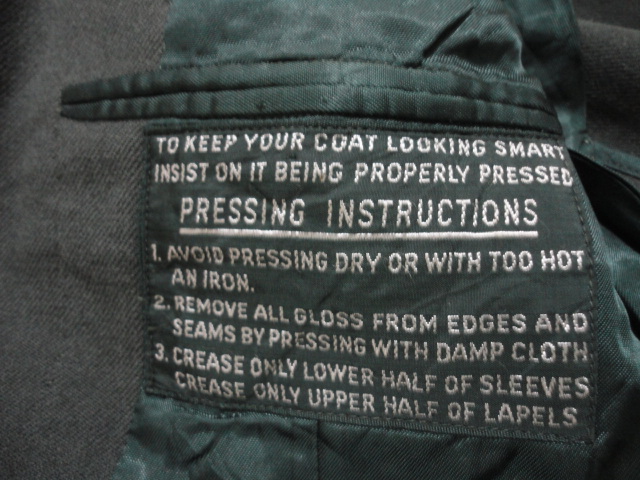 TO KEEP YOUR COAT LOOKING SMART
INSIST ON IT BEING PROPERLY PRESSED
PRESSING INSTRUCTIONS
1. AVOID PRESSING DRY OR WITH TOO HOT
AN IRON.
2. REMOVE ALL GLOSS FROM EDGES AND
SEAMS BY PRESSING WITH DAMP CLOTH
3. CREASE ONLY LOWER HALF OF SLEEVES
CREASE ONLY UPPER HALF OF LAPELS